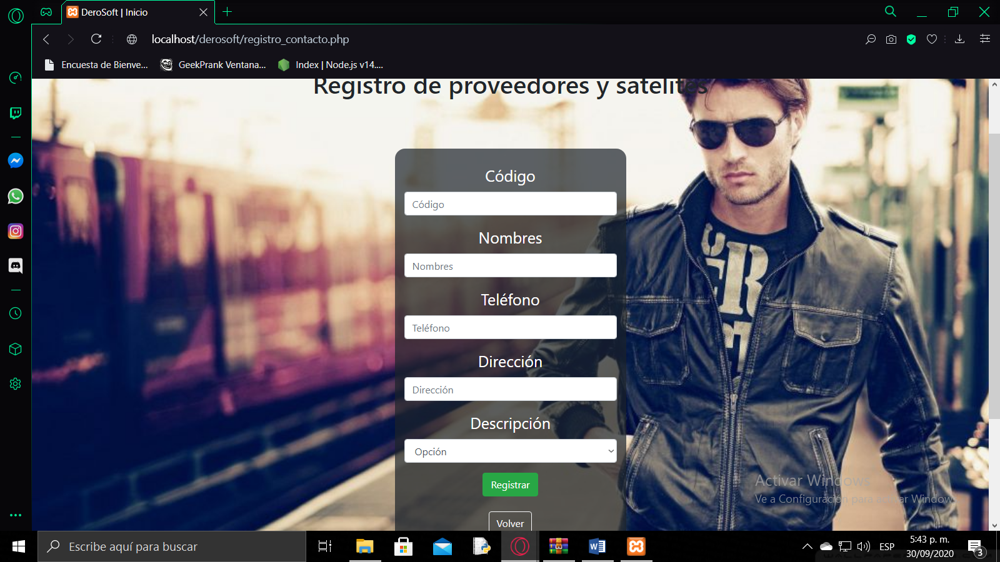 DeroSoft | Inicio
localhost/derosoft/registro_contacto.php
Encuesta de Bienve...
GeekPrank Ventana...
Index | Node.js v14....
Registro de proveedores y satelites
Código
Código
Nombres
Nombres
Teléfono
Teléfono
Dirección
Dirección
Descripción
Opción
Registrar
Volver
Activar Windows
Ve a Configuración para activar Windows
Escribe aquí para buscar
ESP
5:43 p. m.
30/09/2020
3